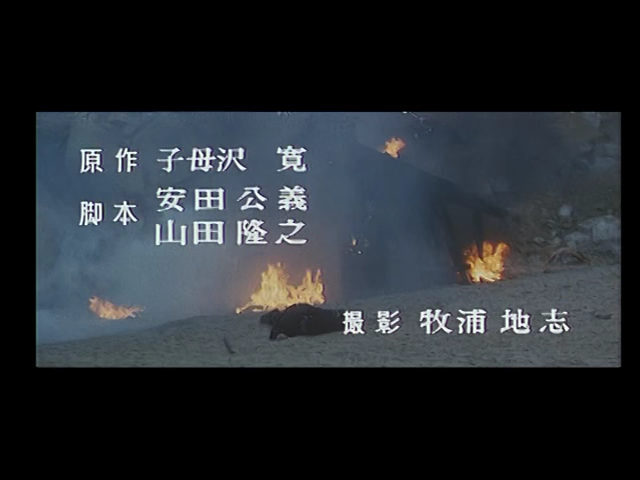 原作 子母沢 寛
脚本 安田公義
山田隆之
撮影 牧浦地志